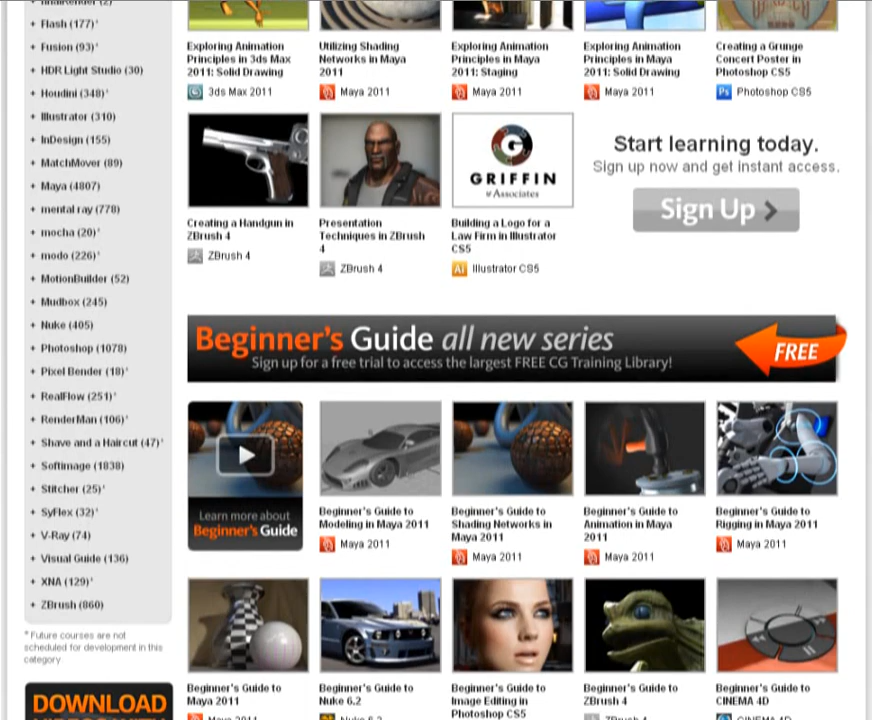 + Flash (177)*
+ Fusion (93)*
+ HDR Light Studio (30)
+ Houdini (348)*
+ Illustrator (310)
+ InDesign (155)
+ MatchMover (89)
+ Maya (4807)
+ mental ray (778)
+ mocha (20)*
+ modo (226)*
+ MotionBuilder (52)
+ Mudbox (245)
+ Nuke (405)
+ Photoshop (1078)
+ Pixel Bender (18)*
+ RealFlow (251)*
+ RenderMan (106)*
+ Shave and a Haircut (47)*
+ Softimage (1838)
+ Stitcher (25)*
+ SyFlex (32)*
+ V-Ray (74)
+ Visual Guide (136)
+ XNA (129)*
+ ZBrush (860)
* Future courses are not
scheduled for development in this
category
DOWNLOAD
Exploring Animation
Principles in 3ds Max
2011: Solid Drawing
3ds Max 2011
Utilizing Shading
Networks in Maya
2011
Maya 2011
Exploring Animation
Principles in Maya
2011: Staging
Maya 2011
Exploring Animation
Principles in Maya
2011: Solid Drawing
Maya 2011
Creating a Grunge
Concert Poster in
Photoshop CS5
Ps Photoshop CS5
Creating a Handgun in
ZBrush 4
ZBrush 4
Presentation
Techniques in ZBrush
4
ZBrush 4
G
GRIFFIN
& Associates
Building a Logo for a
Law Firm in Illustrator
CS5
Ai Illustrator CS5
Start learning today.
Sign up now and get instant access.
Sign Up >
Beginner's Guide all new series
Sign up for a free trial to access the largest FREE CG Training Library!
FREE
Learn more about
Beginner's Guide
Beginner's Guide to
Modeling in Maya 2011
Maya 2011
Beginner's Guide to
Shading Networks in
Maya 2011
Maya 2011
Beginner's Guide to
Animation in Maya
2011
Maya 2011
Beginner's Guide to
Rigging in Maya 2011
Maya 2011
Beginner's Guide to
Maya 2011
Maya 2011
Beginner's Guide to
Nuke 6.2
Nuke 6.2
Beginner's Guide to
Image Editing in
Photoshop CS5
Beginner's Guide to
ZBrush 4
ZBrush 4
Beginner's Guide to
CINEMA 4D
CINEMA 4D